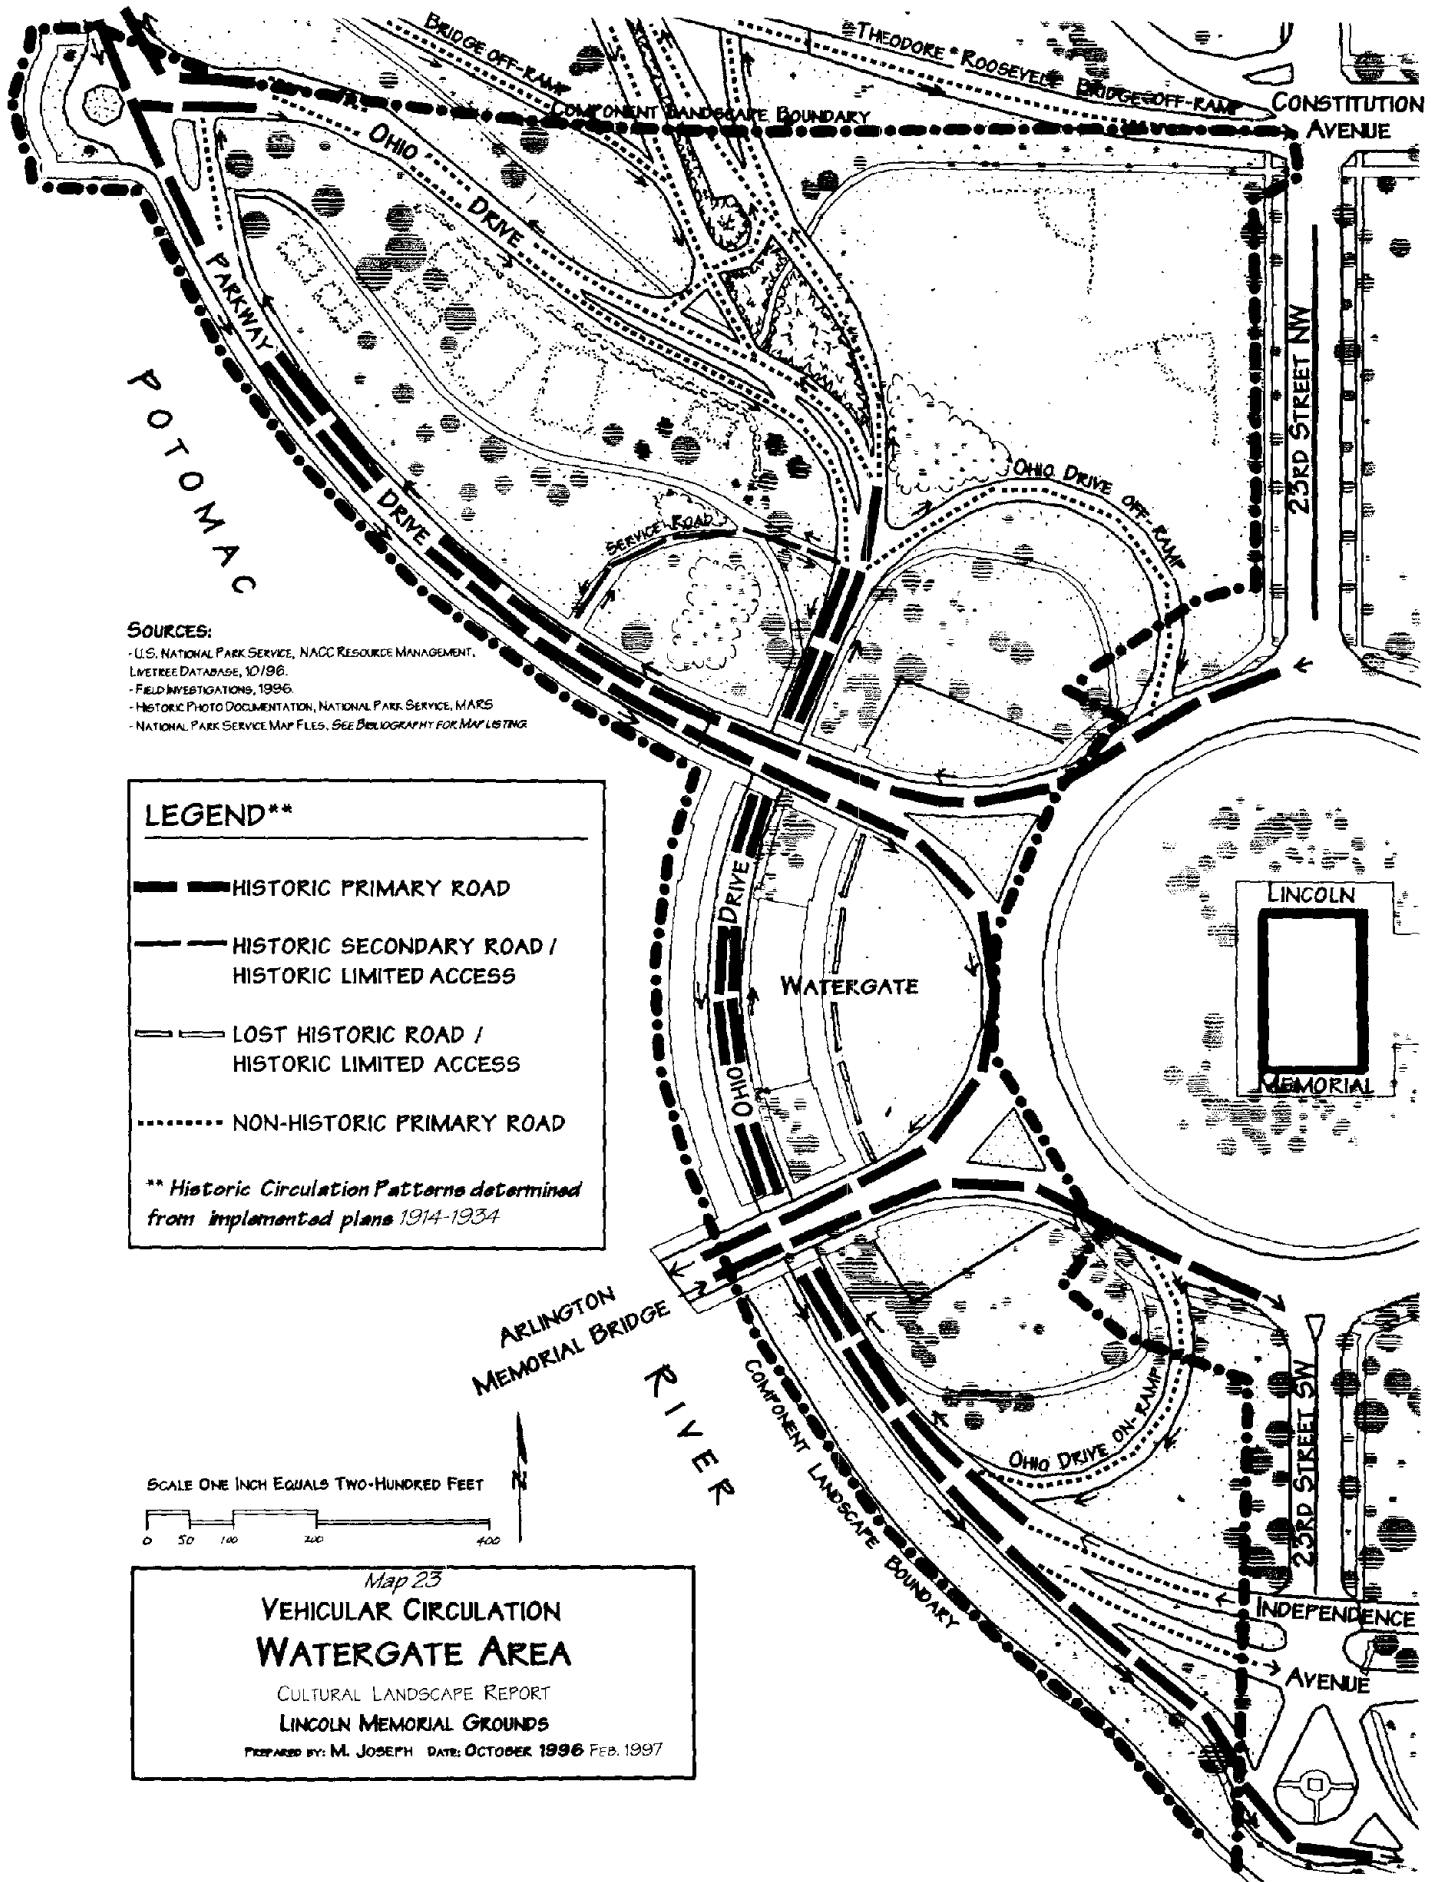 BRIDGE OFF-RAMP
THEODORE ROOSEVELT BRIDGE OFF-RAMP
CONSTITUTION
AVENUE
COMPONENT LANDSCAPE BOUNDARY
OHIO DRIVE
PARKWAY DRIVE
23RD STREET NW
POTOMAC
OHIO DRIVE OFF-RAMP
SERVICE ROAD
SOURCES:
- U.S. NATIONAL PARK SERVICE, NACC RESOURCE MANAGEMENT,
LIVETREE DATABASE, 10/96.
- FIELD INVESTIGATIONS, 1996.
- HISTORIC PHOTO DOCUMENTATION, NATIONAL PARK SERVICE, MARS
- NATIONAL PARK SERVICE MAP FILES, SEE BIBLIOGRAPHY FOR MAP LISTING
LEGEND**
HISTORIC PRIMARY ROAD
HISTORIC SECONDARY ROAD /
HISTORIC LIMITED ACCESS
LOST HISTORIC ROAD /
HISTORIC LIMITED ACCESS
NON-HISTORIC PRIMARY ROAD
** Historic Circulation Patterns determined
from implemented plans 1914-1934
OHIO DRIVE
WATERGATE
LINCOLN
MEMORIAL
ARLINGTON
MEMORIAL BRIDGE
RIVER
COMPONENT LANDSCAPE BOUNDARY
OHIO DRIVE ON-RAMP
23RD STREET SW
INDEPENDENCE
AVENUE
SCALE ONE INCH EQUALS TWO-HUNDRED FEET
0 50 100 200 400
N
Map 23
VEHICULAR CIRCULATION
WATERGATE AREA
CULTURAL LANDSCAPE REPORT
LINCOLN MEMORIAL GROUNDS
PREPARED BY: M. JOSEPH DATE: OCTOBER 1996 FEB. 1997